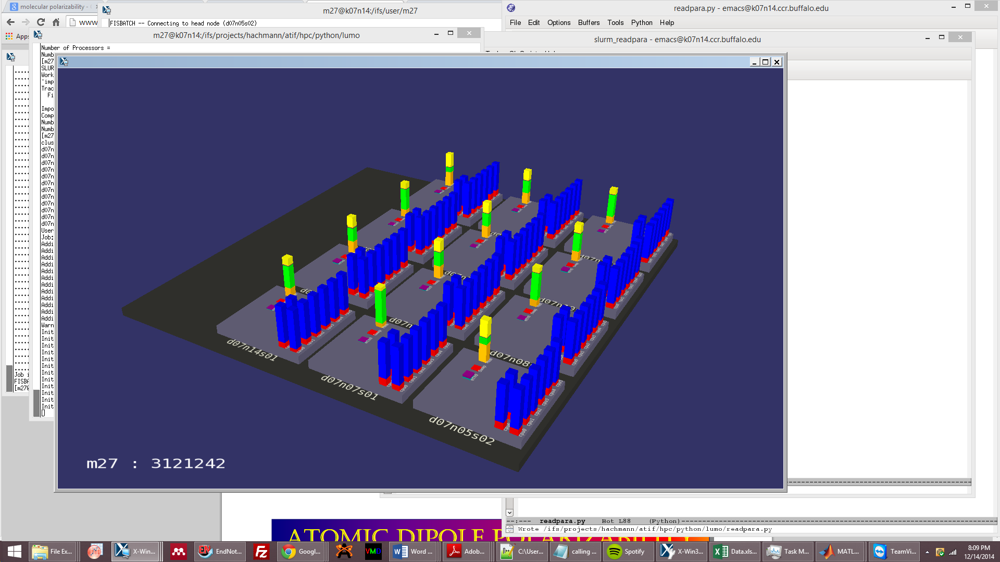 molecular polarizability -
m27@k07n14:/ifs/user/m27
readpara.py - emacs@k07n14.ccr.buffalo.edu
www
FISBATCH -- Connecting to head node (d07n05s02)
File Edit Options Buffers Tools Python Help
Apps
m27@k07n14:/ifs/projects/hachmann/atif/hpc/python/lumo
slurm_readpara - emacs@k07n14.ccr.buffalo.edu
Number of Processors =
Numb
[m27
SLUR
Work
'imp
Trac
Fi
Impo
Comp
Numb
Numb
[m27
clus
d07n
d07n
d07n
d07n
d07n
d07n
d07n
d07n
d07n
d07n
d07n
d07n
User
Job:
Addi
Addi
Addi
Addi
Addi
Addi
Addi
Addi
Addi
Addi
Addi
Addi
Warn
Init
Init
Init
Init
Init
Init
Init
Init
Init
Init
Init
Init
Job i
FISBA
[m27@
d07n14s01
d07n07s01
d07n05s02
d07n08
m27 : 3121242
readpara.py Bot L88 (Python)
Wrote /ifs/projects/hachmann/atif/hpc/python/lumo/readpara.py
ATOMIC DIPOLE POLARIZABILITY
File Ex...
X-Win...
EndNot...
Googl...
VMD
Word ...
Adob...
C:\User...
calling ...
Spotify
X-Win3...
Data.xls...
Task M...
MATL...
TeamVi...
8:09 PM
12/14/2014